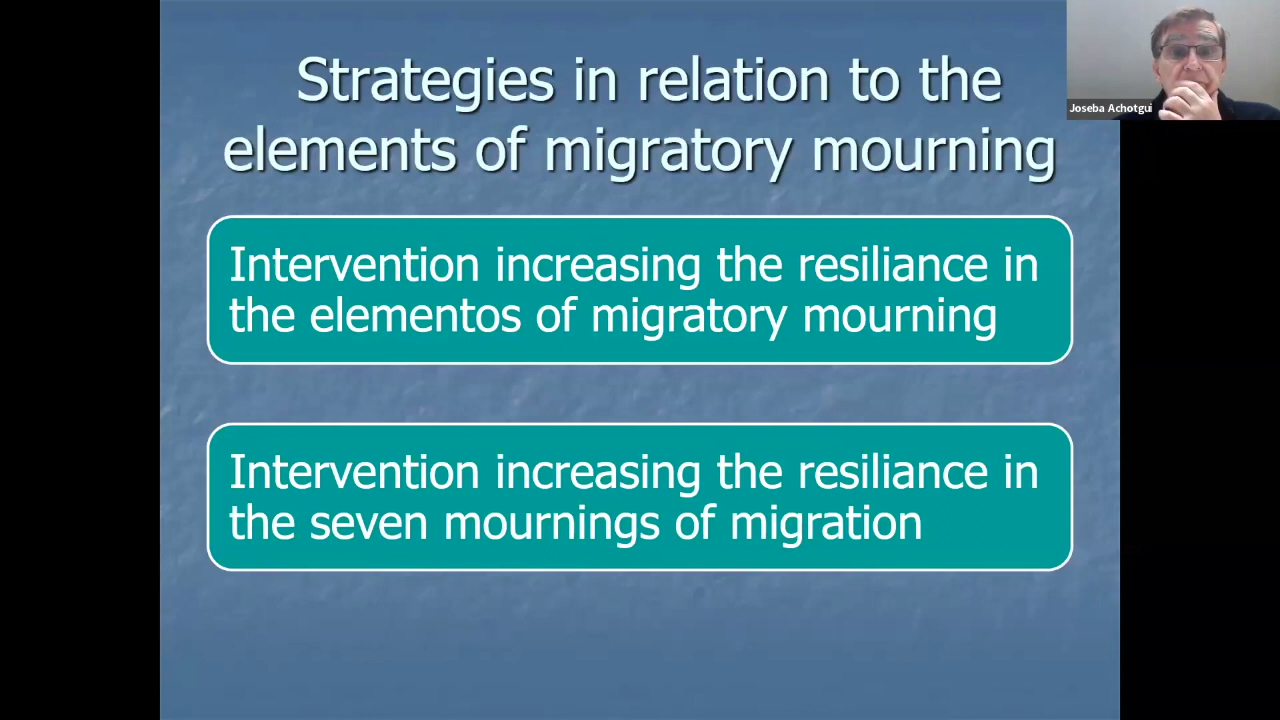 Strategies in relation to the
elements of migratory mourning
Joseba Achotgui
Intervention increasing the resiliance in
the elementos of migratory mourning
Intervention increasing the resiliance in
the seven mournings of migration